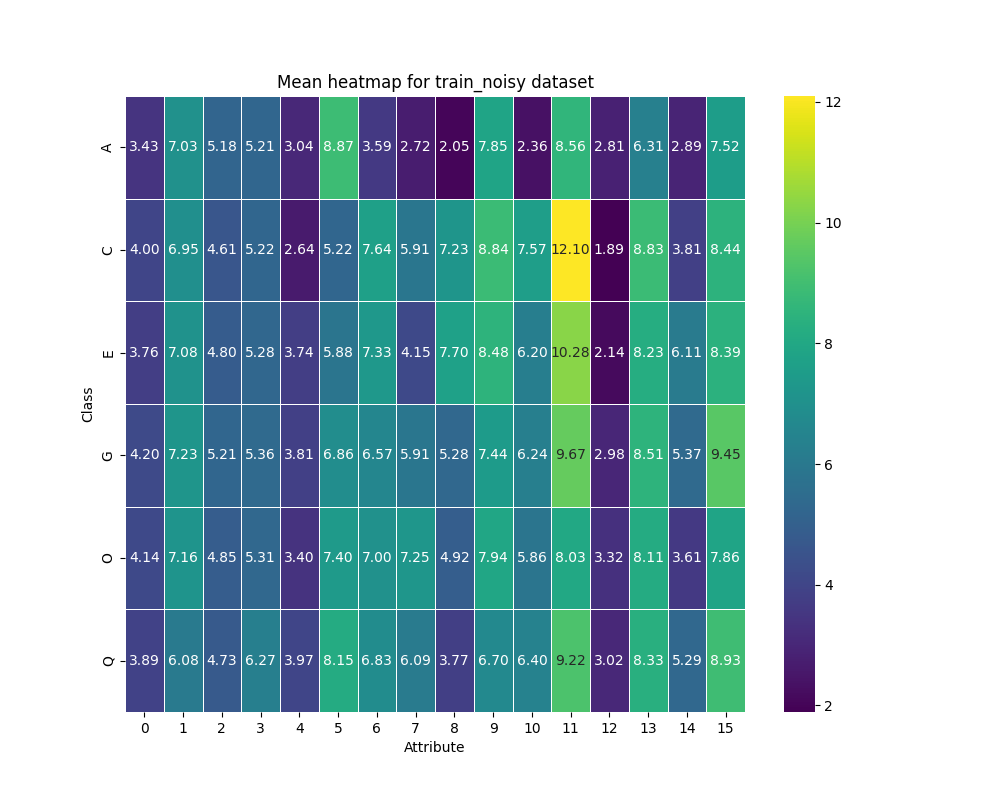 Mean heatmap for train_noisy dataset
A 3.43 7.03 5.18 5.21 3.04 8.87 3.59 2.72 2.05 7.85 2.36 8.56 2.81 6.31 2.89 7.52
C 4.00 6.95 4.61 5.22 2.64 5.22 7.64 5.91 7.23 8.84 7.57 12.10 1.89 8.83 3.81 8.44
E 3.76 7.08 4.80 5.28 3.74 5.88 7.33 4.15 7.70 8.48 6.20 10.28 2.14 8.23 6.11 8.39
G 4.20 7.23 5.21 5.36 3.81 6.86 6.57 5.91 5.28 7.44 6.24 9.67 2.98 8.51 5.37 9.45
O 4.14 7.16 4.85 5.31 3.40 7.40 7.00 7.25 4.92 7.94 5.86 8.03 3.32 8.11 3.61 7.86
Q 3.89 6.08 4.73 6.27 3.97 8.15 6.83 6.09 3.77 6.70 6.40 9.22 3.02 8.33 5.29 8.93
0 1 2 3 4 5 6 7 8 9 10 11 12 13 14 15
Attribute
Class
12
10
8
6
4
2